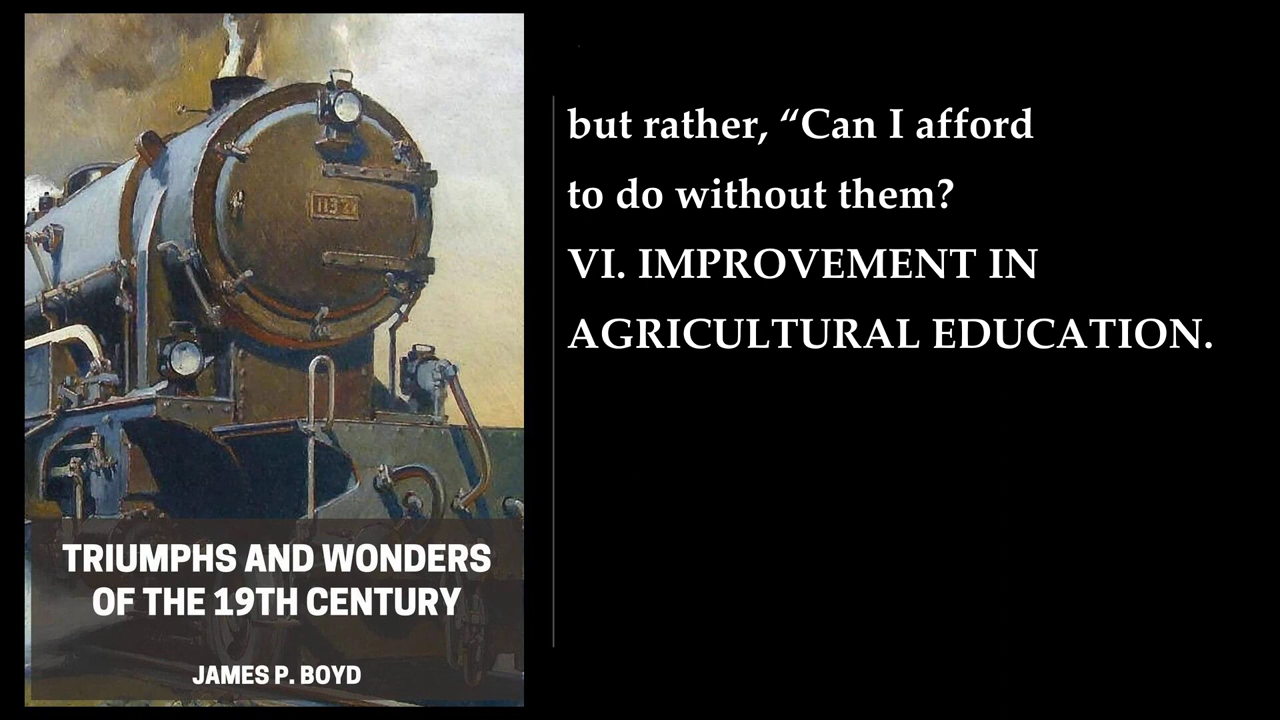 but rather, “Can I afford
to do without them?
VI. IMPROVEMENT IN
AGRICULTURAL EDUCATION.
1132
TRIUMPHS AND WONDERS
OF THE 19TH CENTURY
JAMES P. BOYD